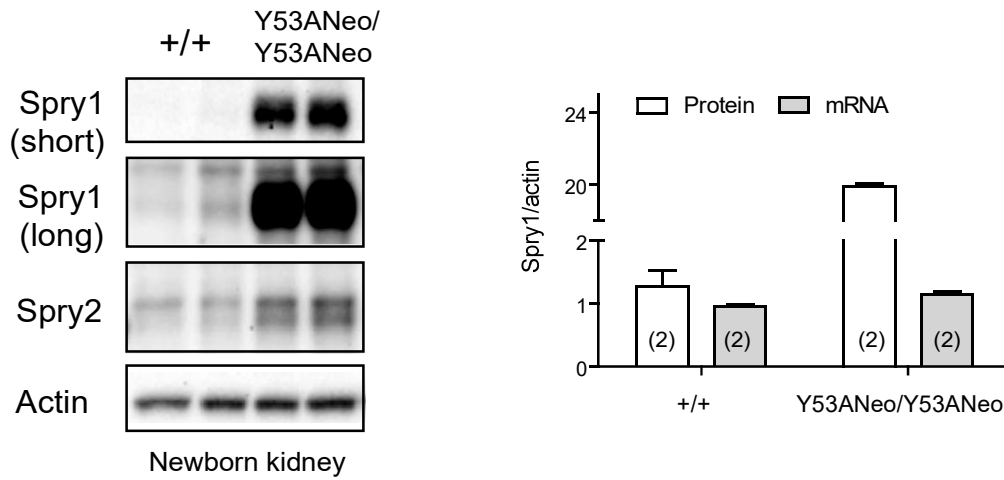 +/+
Y53ANeo/
Y53ANeo
Spry1
(short)
Spry1
(long)
Spry2
Actin
Newborn kidney
Protein
mRNA
Spry1/actin
24
20
2
1
0
(2)
(2)
(2)
(2)
+/+
Y53ANeo/Y53ANeo